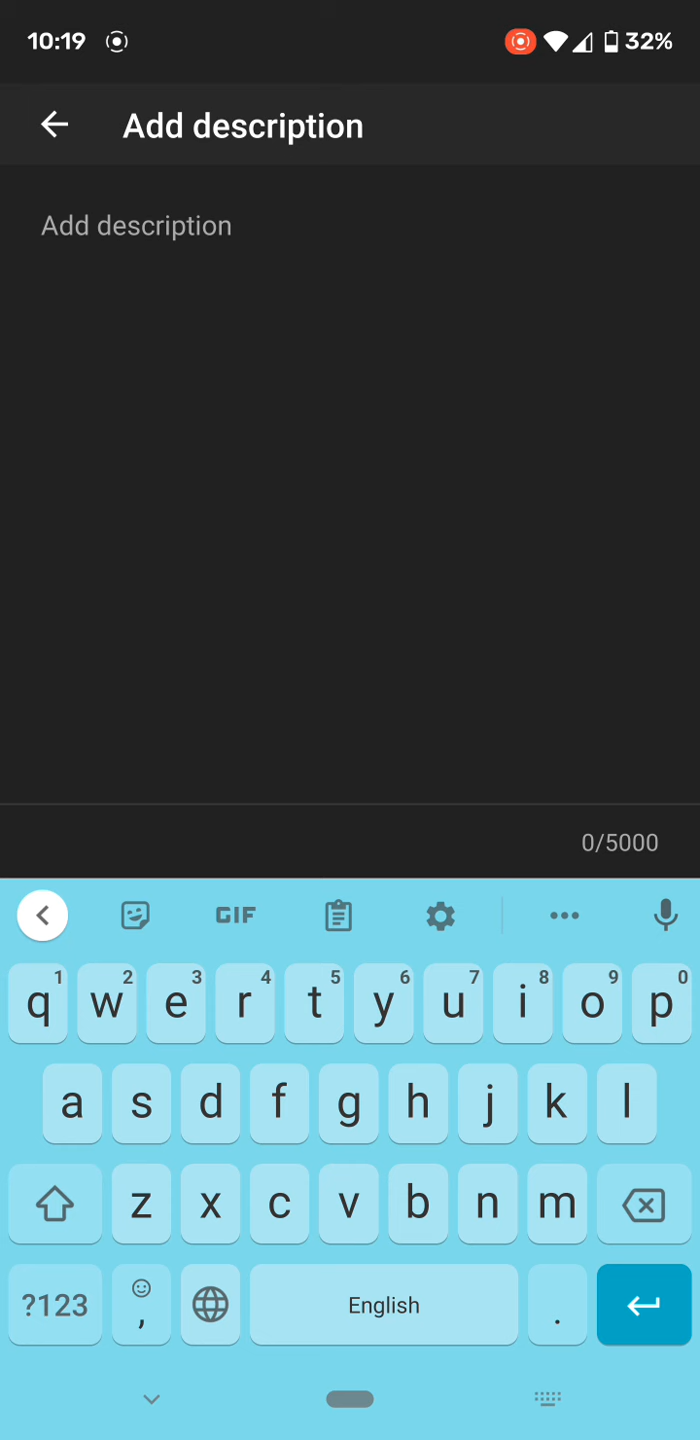 10:19 32%
Add description
Add description
0/5000
GIF
1 2 3 4 5 6 7 8 9 0
q w e r t y u i o p
a s d f g h j k l
z x c v b n m
?123 , English .